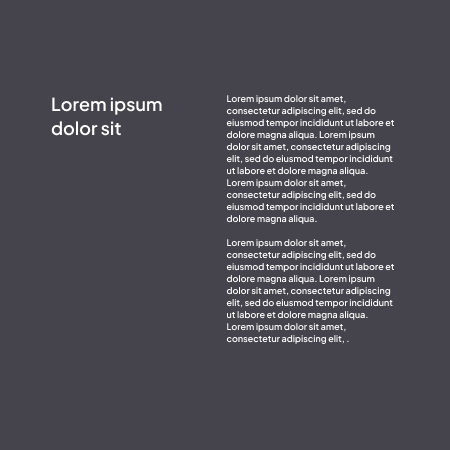 Lorem ipsum
dolor sit
Lorem ipsum dolor sit amet,
consectetur adipiscing elit, sed do
eiusmod tempor incididunt ut labore et
dolore magna aliqua. Lorem ipsum
dolor sit amet, consectetur adipiscing
elit, sed do eiusmod tempor incididunt
ut labore et dolore magna aliqua.
Lorem ipsum dolor sit amet,
consectetur adipiscing elit, sed do
eiusmod tempor incididunt ut labore et
dolore magna aliqua.
Lorem ipsum dolor sit amet,
consectetur adipiscing elit, sed do
eiusmod tempor incididunt ut labore et
dolore magna aliqua. Lorem ipsum
dolor sit amet, consectetur adipiscing
elit, sed do eiusmod tempor incididunt
ut labore et dolore magna aliqua.
Lorem ipsum dolor sit amet,
consectetur adipiscing elit, .